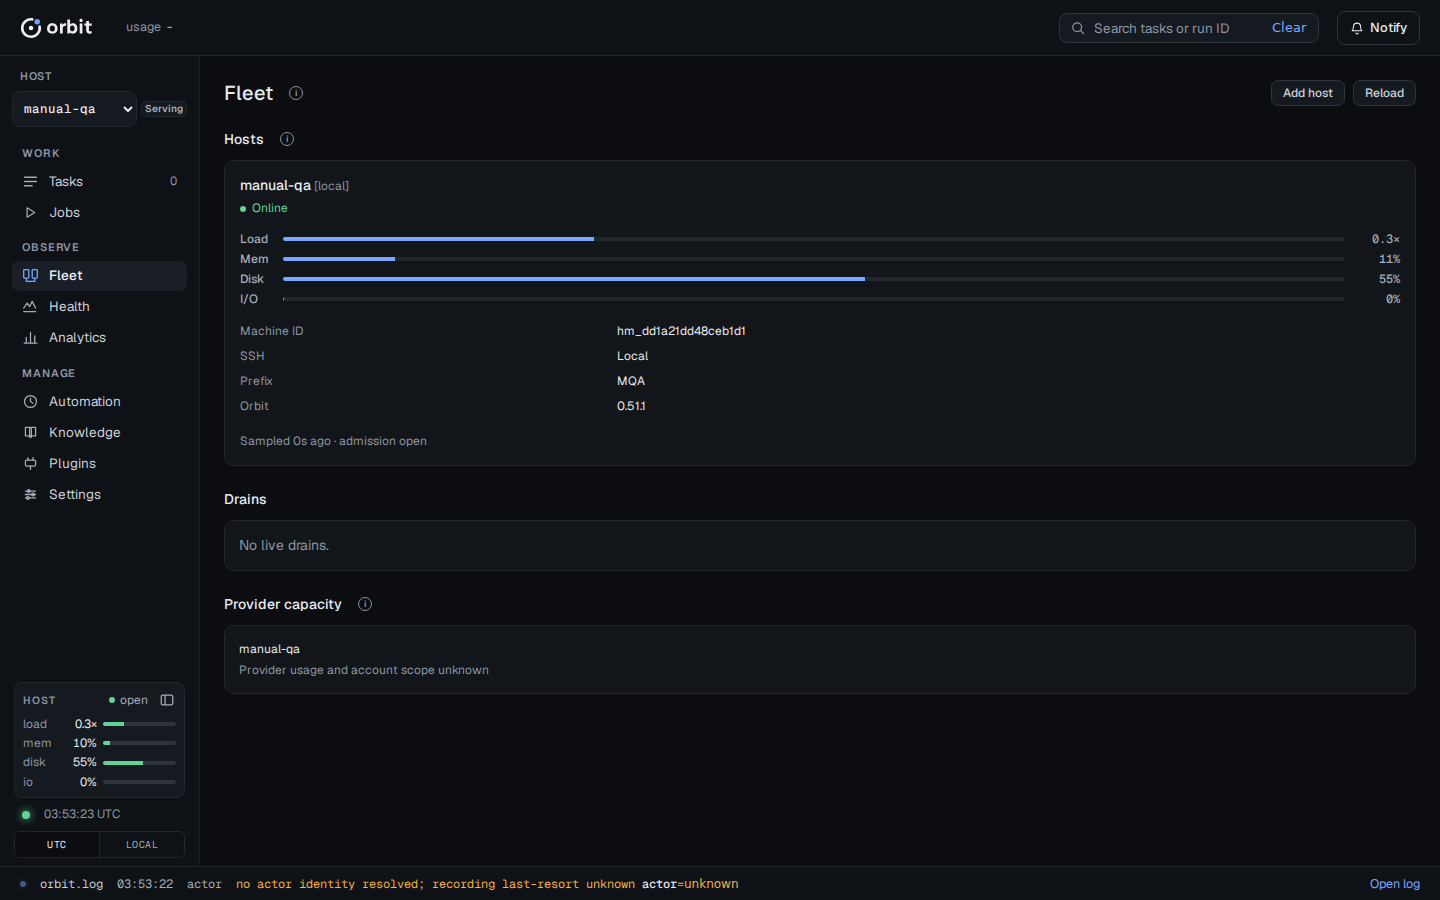 orbit
usage -
Search tasks or run ID
Clear
Notify
HOST
manual-qa
Serving
WORK
Tasks 0
Jobs
OBSERVE
Fleet
Health
Analytics
MANAGE
Automation
Knowledge
Plugins
Settings
HOST open
load 0.3×
mem 10%
disk 55%
io 0%
03:53:23 UTC
UTC LOCAL
Fleet
Add host
Reload
Hosts
manual-qa [local]
Online
Load 0.3×
Mem 11%
Disk 55%
I/O 0%
Machine ID hm_dd1a21dd48ceb1d1
SSH Local
Prefix MQA
Orbit 0.51.1
Sampled 0s ago · admission open
Drains
No live drains.
Provider capacity
manual-qa
Provider usage and account scope unknown
orbit.log 03:53:22 actor no actor identity resolved; recording last-resort unknown actor=unknown
Open log